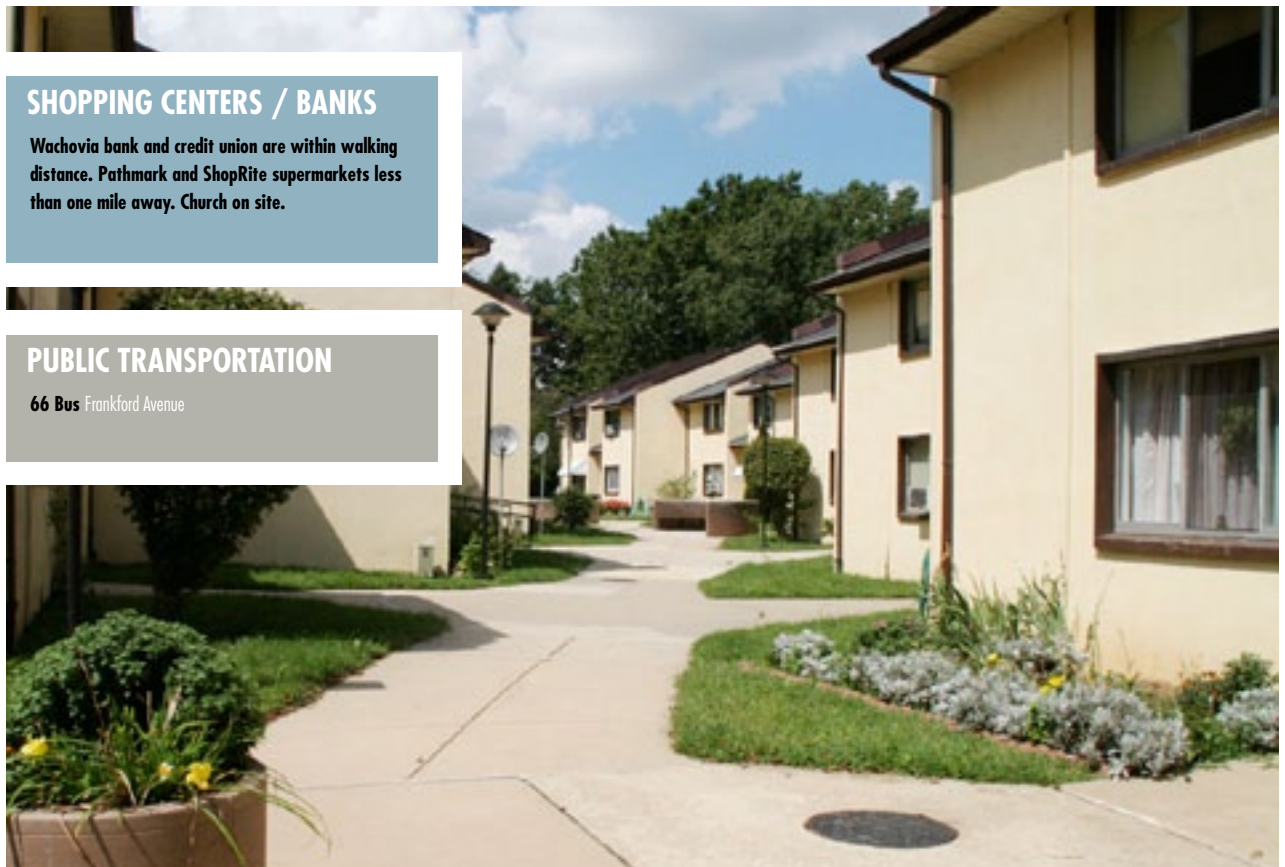 SHOPPING CENTERS / BANKS
Wachovia bank and credit union are within walking
distance. Pathmark and ShopRite supermarkets less
than one mile away. Church on site.
PUBLIC TRANSPORTATION
66 Bus Frankford Avenue